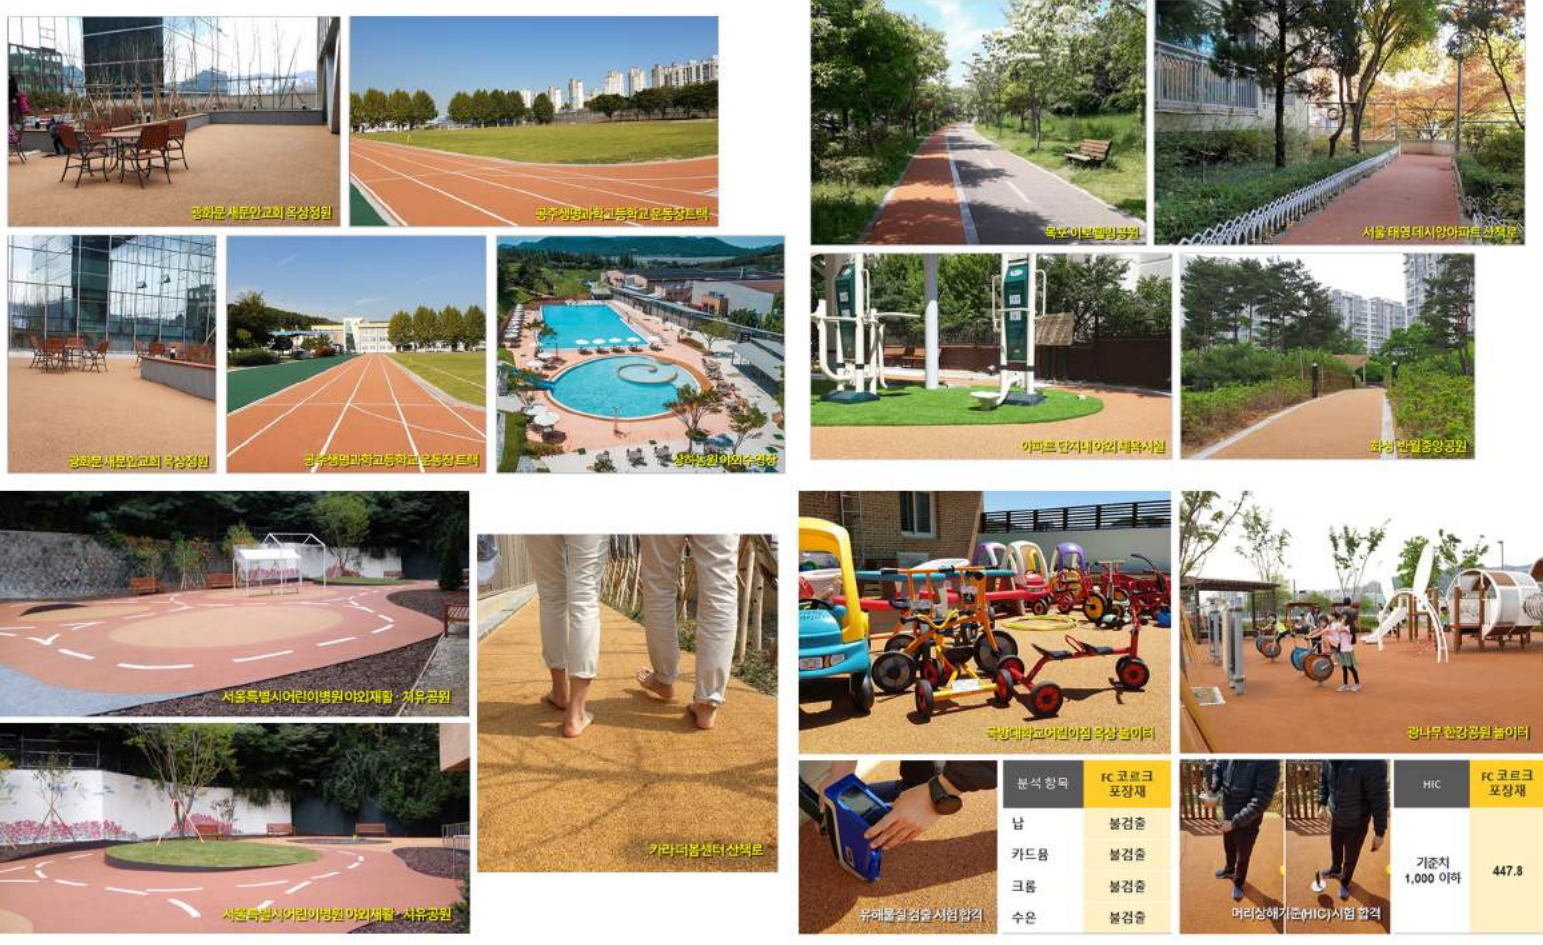 광화문 새문안교회 옥상정원
공주생명과학고등학교 운동장트랙
목포 이로웰빙공원
서울 태영데시앙아파트 산책로
광화문 새문안교회 옥상정원
공주생명과학고등학교 운동장 트랙
상하농원 야외수영장
아파트 단지내 야외 체육시설
화성 반월중앙공원
서울특별시어린이병원 야외재활·치유공원
서울특별시어린이병원 야외재활·치유공원
카라 더봄센터 산책로
국방대학교어린이집 옥상 놀이터
광나무 한강공원 놀이터
유해물질 검출 시험 합격
분석 항목
FC 코르크
포장재
납
불검출
카드뮴
불검출
크롬
불검출
수은
불검출
머리상해기준(HIC)시험 합격
HIC
FC 코르크
포장재
기준치
1,000 이하
447.8